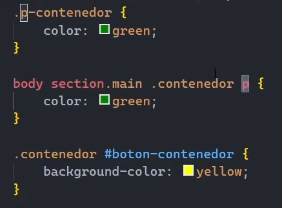 .p-contenedor {
color: green;
}
body section.main .contenedor p {
color: green;
}
.contenedor #boton-contenedor {
background-color: yellow;
}